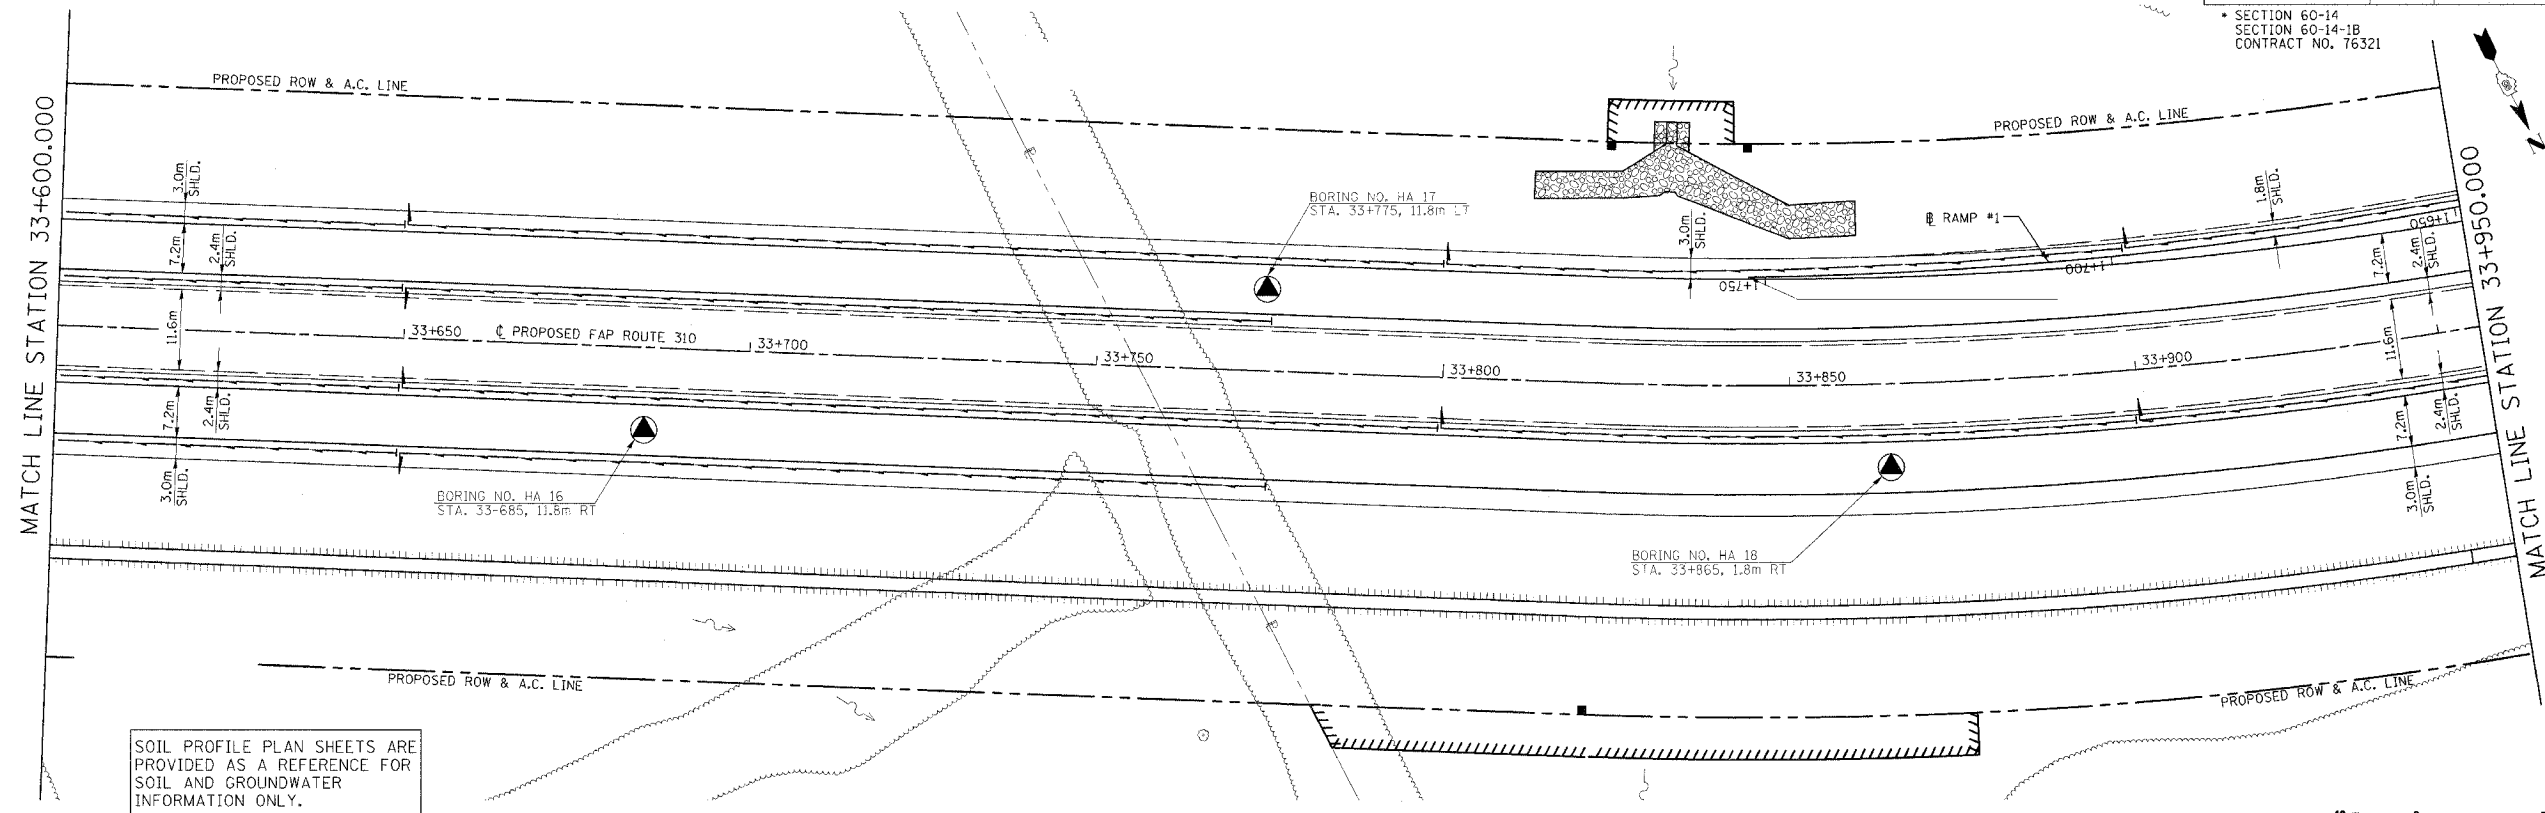 * SECTION 60-14
SECTION 60-14-1B
CONTRACT NO. 76321
N
MATCH LINE STATION 33+600.000
PROPOSED ROW & A.C. LINE
PROPOSED ROW & A.C. LINE
3.0m
SHLD.
7.2m
2.4m
SHLD.
11.6m
7.2m
2.4m
SHLD.
3.0m
SHLD.
33+650
₵ PROPOSED FAP ROUTE 310
33+700
33+750
33+800
33+850
33+900
BORING NO. HA 17
STA. 33+775, 11.8m LT
3.0m
SHLD.
1+750
1+700
1+650
RAMP #1
1.8m
SHLD.
7.2m
2.4m
SHLD.
11.6m
7.2m
2.4m
SHLD.
3.0m
SHLD.
MATCH LINE STATION 33+950.000
BORING NO. HA 16
STA. 33-685, 11.8m RT
BORING NO. HA 18
STA. 33+865, 1.8m RT
PROPOSED ROW & A.C. LINE
PROPOSED ROW & A.C. LINE
SOIL PROFILE PLAN SHEETS ARE
PROVIDED AS A REFERENCE FOR
SOIL AND GROUNDWATER
INFORMATION ONLY.